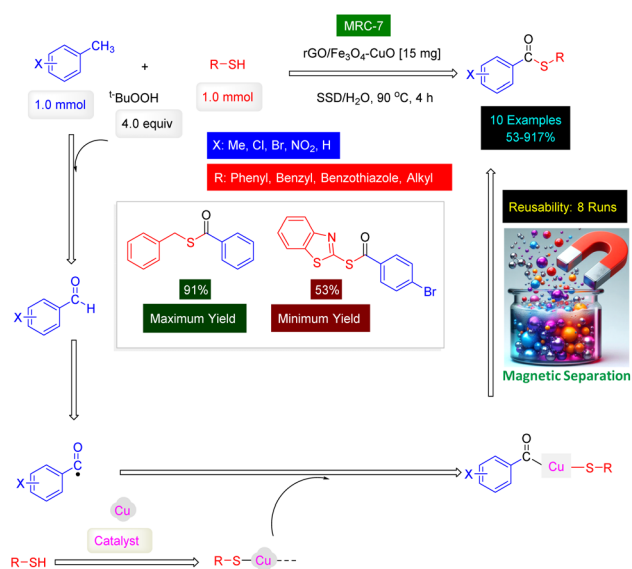 MRC-7
CH₃
X
+
R-SH
rGO/Fe₃O₄-CuO [15 mg]
SSD/H₂O, 90 °C, 4 h
O
C
S
R
X
1.0 mmol
ᵗ-BuOOH
4.0 equiv
1.0 mmol
10 Examples
53-917%
X: Me, Cl, Br, NO₂, H
R: Phenyl, Benzyl, Benzothiazole, Alkyl
Reusability: 8 Runs
O
S
N
S
S
O
Br
91%
53%
Maximum Yield
Minimum Yield
O
C
H
X
Magnetic Separation
O
C
X
O
C
Cu
S-R
X
Cu
Catalyst
R-SH
R-S-Cu---